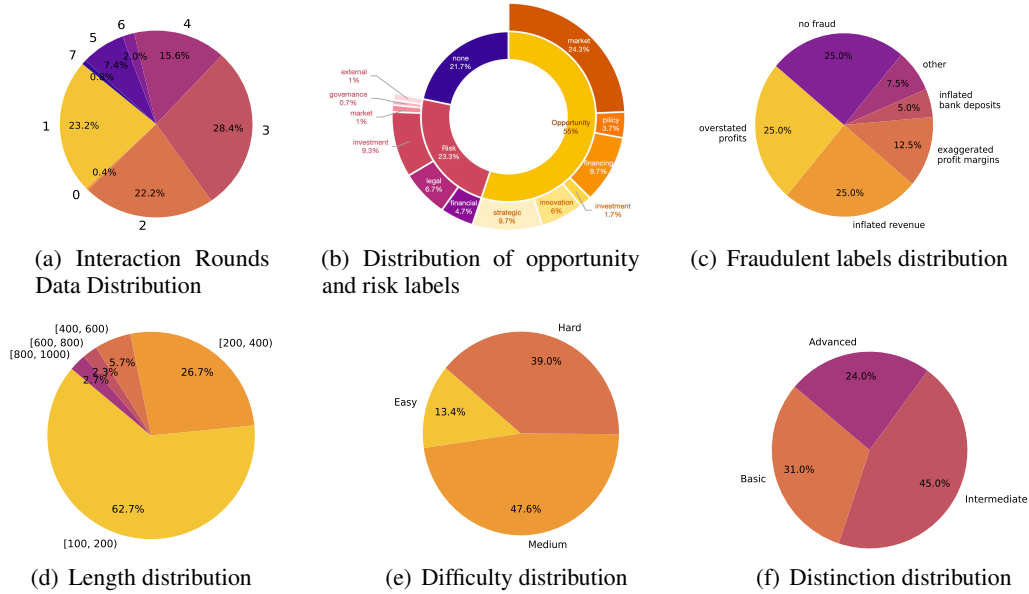 6
4
5
7
2.0%
15.6%
7.4%
0.8%
1
23.2%
28.4%
3
0.4%
0
22.2%
2
(a) Interaction Rounds
Data Distribution
market
24.3%
none
21.7%
external
1%
governance
0.7%
market
1%
Opportunity
55%
pilicy
3.7%
investment
9.3%
Risk
23.3%
financing
9.7%
legal
6.7%
financial
4.7%
strategic
9.7%
innovation
6%
investment
1.7%
(b) Distribution of opportunity
and risk labels
no fraud
25.0%
other
7.5%
inflated
bank deposits
5.0%
overstated
profits
25.0%
12.5%
exaggerated
profit margins
25.0%
inflated revenue
(c) Fraudulent labels distribution
[400, 600)
[600, 800)
[800, 1000)
[200, 400)
5.7%
2.3%
2.7%
26.7%
62.7%
[100, 200)
(d) Length distribution
Hard
39.0%
Easy
13.4%
47.6%
Medium
(e) Difficulty distribution
Advanced
24.0%
Basic
31.0%
45.0%
Intermediate
(f) Distinction distribution